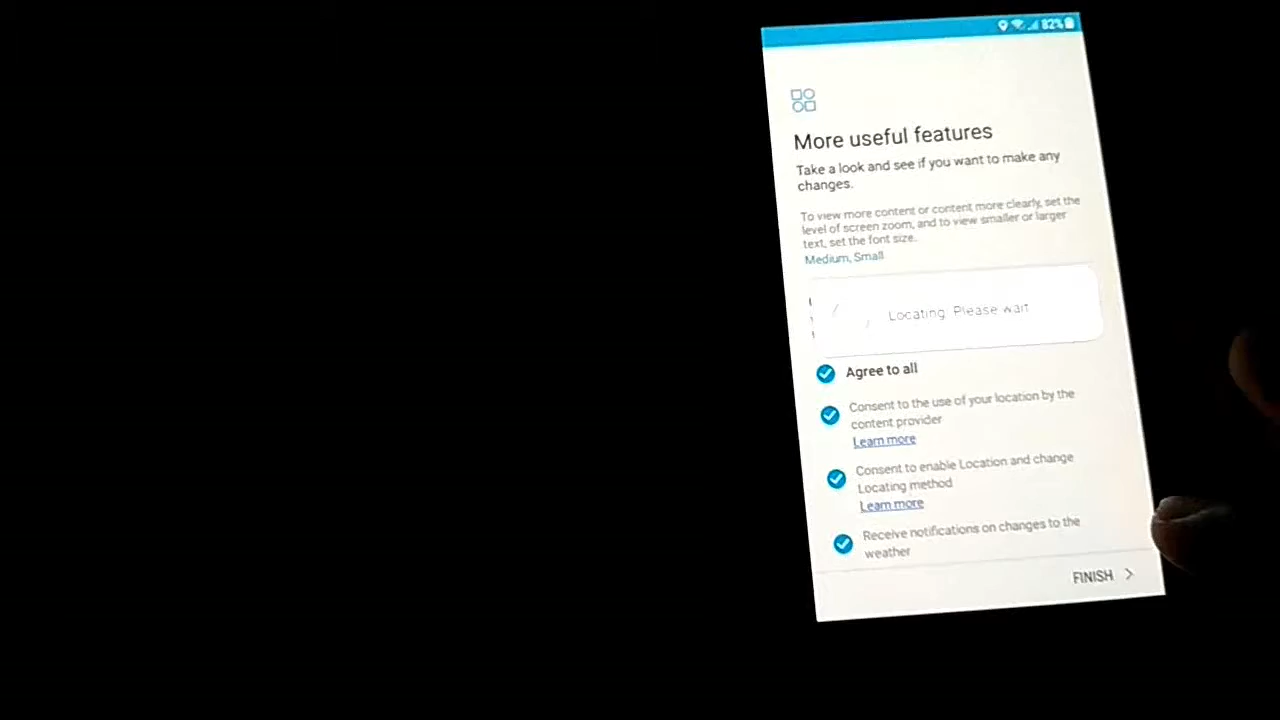 82%
More useful features
Take a look and see if you want to make any
changes.
To view more content or content more clearly, set the
level of screen zoom, and to view smaller or larger
text, set the font size.
Medium, Small
Locating. Please wait
Agree to all
Consent to the use of your location by the
content provider
Learn more
Consent to enable Location and change
Locating method
Learn more
Receive notifications on changes to the
weather
FINISH